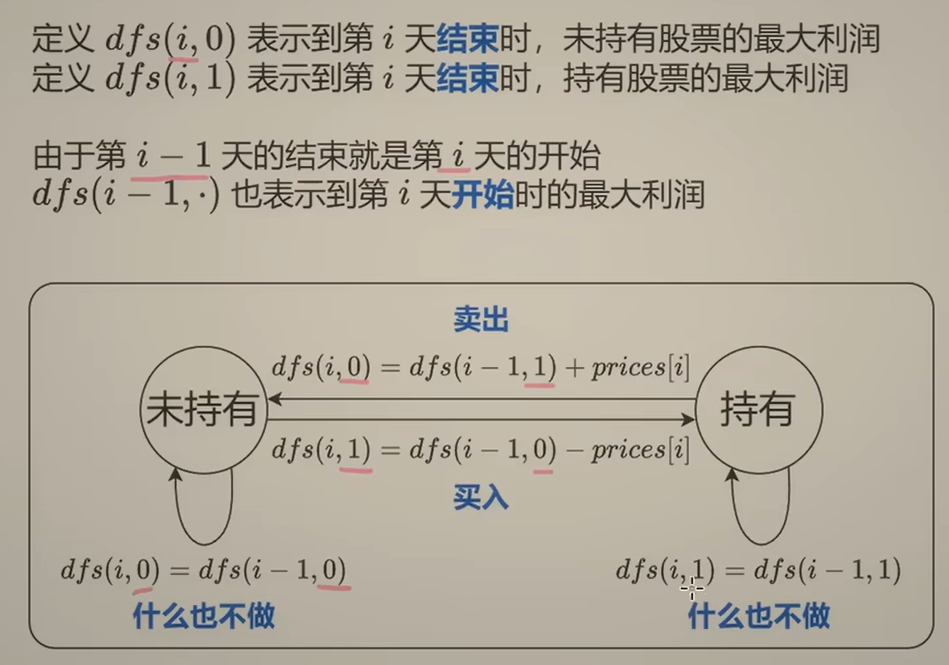 定义 dfs(i, 0) 表示到第 i 天结束时，未持有股票的最大利润
定义 dfs(i, 1) 表示到第 i 天结束时，持有股票的最大利润
由于第 i − 1 天的结束就是第 i 天的开始
dfs(i − 1, ·) 也表示到第 i 天开始时的最大利润
卖出
dfs(i, 0) = dfs(i − 1, 1) + prices[i]
未持有
持有
dfs(i, 1) = dfs(i − 1, 0) − prices[i]
买入
dfs(i, 0) = dfs(i − 1, 0)
dfs(i, 1) = dfs(i − 1, 1)
什么也不做
什么也不做